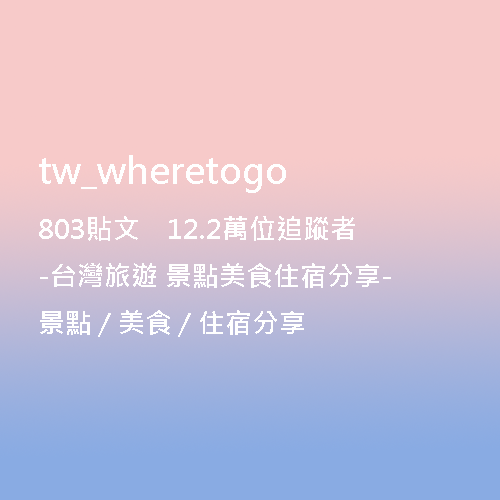 tw_wheretogo
803貼文　12.2萬位追蹤者
-台灣旅遊 景點美食住宿分享-
景點 / 美食 / 住宿分享